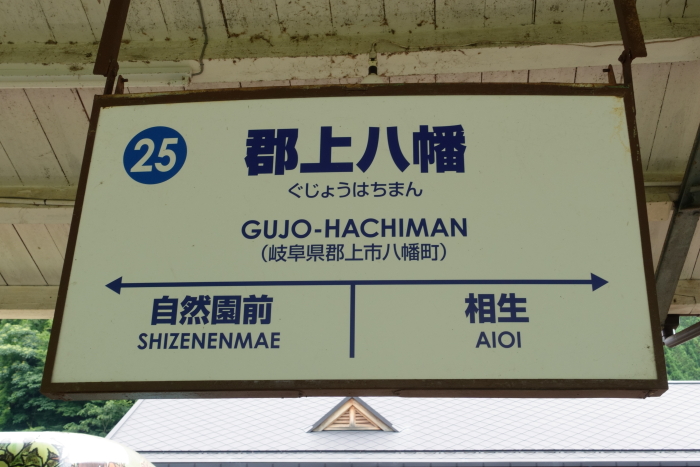 25
郡上八幡
ぐじょうはちまん
GUJO-HACHIMAN
（岐阜県郡上市八幡町）
自然園前
SHIZENENMAE
相生
AIOI